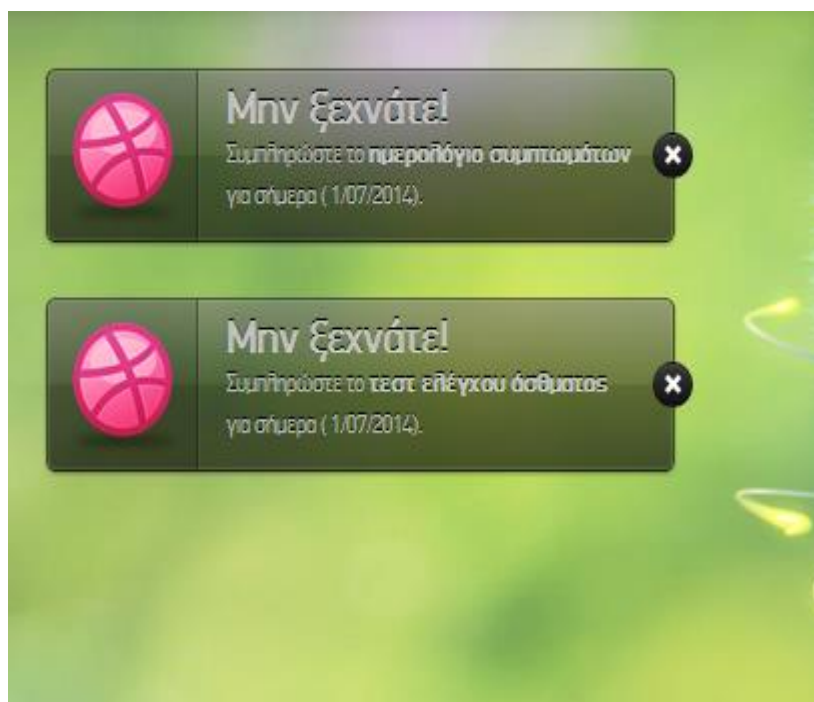 Μην ξεχνάτε!
Συμπληρώστε το ημερολόγιο συμπτωμάτων
για σήμερα ( 1/07/2014).
Μην ξεχνάτε!
Συμπληρώστε το τεστ ελέγχου άσθματος
για σήμερα ( 1/07/2014).